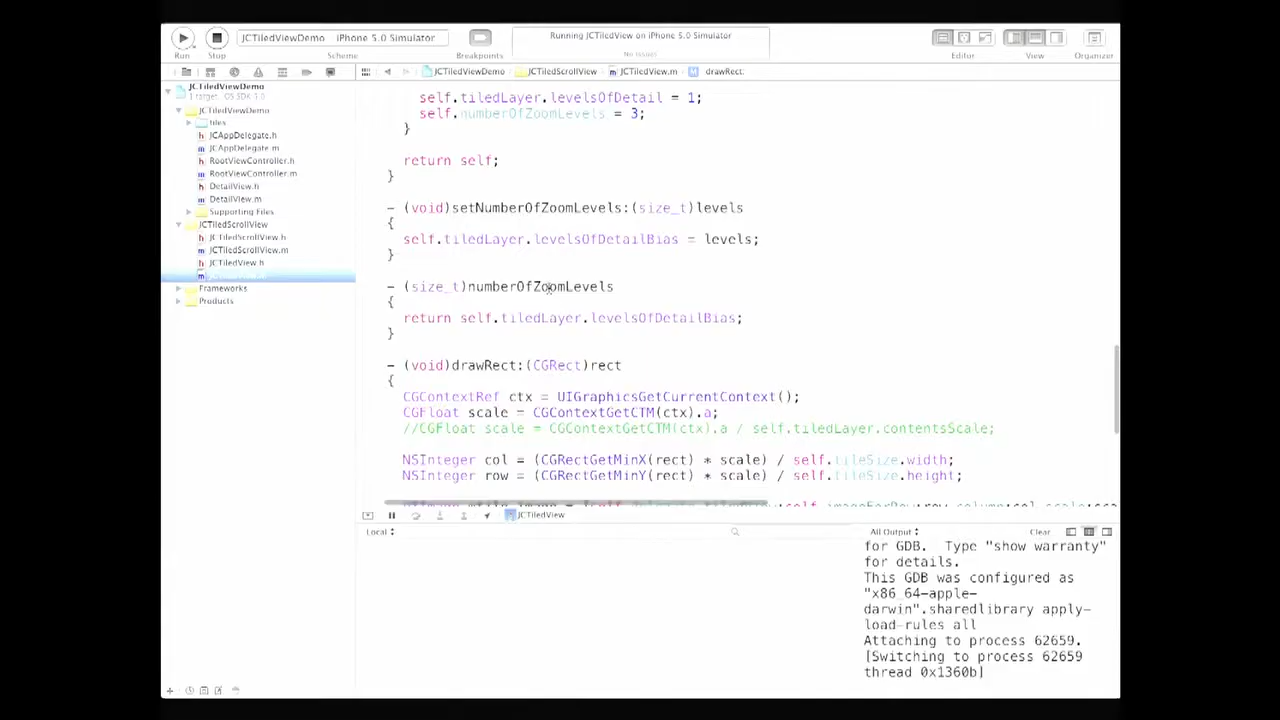 JCTiledViewDemo iPhone 5.0 Simulator
Running JCTiledView on iPhone 5.0 Simulator
No Issues
Run Stop Scheme Breakpoints Editor View Organizer
JCTiledViewDemo JCTiledScrollView JCTiledView.m M drawRect:
JCTiledViewDemo
JCTiledViewDemo
tiles
h JCAppDelegate.h
m JCAppDelegate.m
h RootViewController.h
m RootViewController.m
h DetailView.h
m DetailView.m
Supporting Files
JCTiledScrollView
h JCTiledScrollView.h
m JCTiledScrollView.m
h JCTiledView.h
m
Frameworks
Products
self.tiledLayer.levelsOfDetail = 1;
self.numberOfZoomLevels = 3;
}
return self;
}
- (void)setNumberOfZoomLevels:(size_t)levels
{
self.tiledLayer.levelsOfDetailBias = levels;
}
- (size_t)numberOfZoomLevels
{
return self.tiledLayer.levelsOfDetailBias;
}
- (void)drawRect:(CGRect)rect
{
CGContextRef ctx = UIGraphicsGetCurrentContext();
CGFloat scale = CGContextGetCTM(ctx).a;
//CGFloat scale = CGContextGetCTM(ctx).a / self.tiledLayer.contentsScale;
NSInteger col = (CGRectGetMinX(rect) * scale) / self.tileSize.width;
NSInteger row = (CGRectGetMinY(rect) * scale) / self.tileSize.height;
JCTiledView
Local
All Output Clear
for GDB. Type "show warranty"
for details.
This GDB was configured as
"x86_64-apple-
darwin".sharedlibrary apply-
load-rules all
Attaching to process 62659.
[Switching to process 62659
thread 0x1360b]